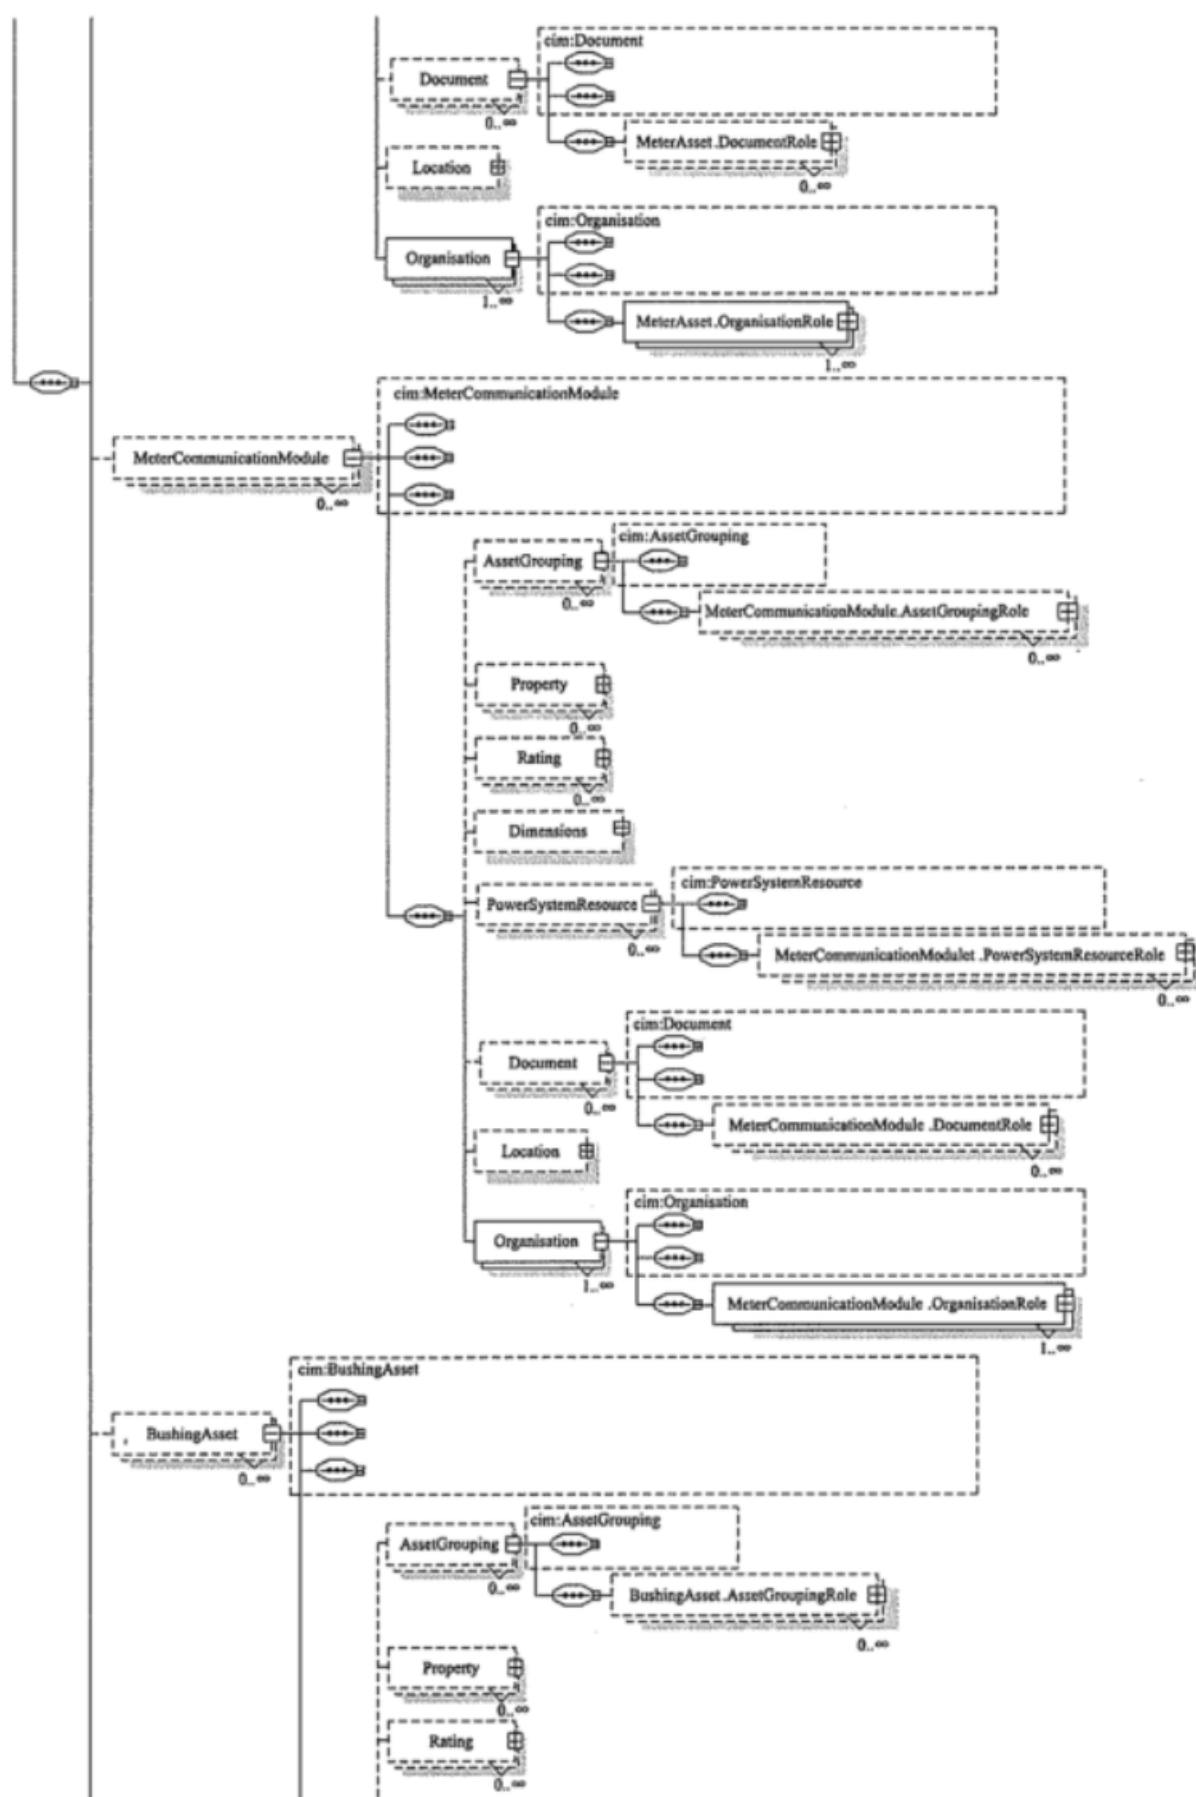 cim:Document
Document
0..∞
MeterAsset.DocumentRole
0..∞
Location
cim:Organisation
Organisation
1..∞
MeterAsset.OrganisationRole
1..∞
cim:MeterCommunicationModule
MeterCommunicationModule
0..∞
cim:AssetGrouping
AssetGrouping
0..∞
MeterCommunicationModule.AssetGroupingRole
0..∞
Property
0..∞
Rating
0..∞
Dimensions
cim:PowerSystemResource
PowerSystemResource
0..∞
MeterCommunicationModulet .PowerSystemResourceRole
0..∞
cim:Document
Document
0..∞
MeterCommunicationModule .DocumentRole
0..∞
Location
cim:Organisation
Organisation
1..∞
MeterCommunicationModule .OrganisationRole
1..∞
cim:BushingAsset
BushingAsset
0..∞
cim:AssetGrouping
AssetGrouping
0..∞
BushingAsset.AssetGroupingRole
0..∞
Property
0..∞
Rating
0..∞